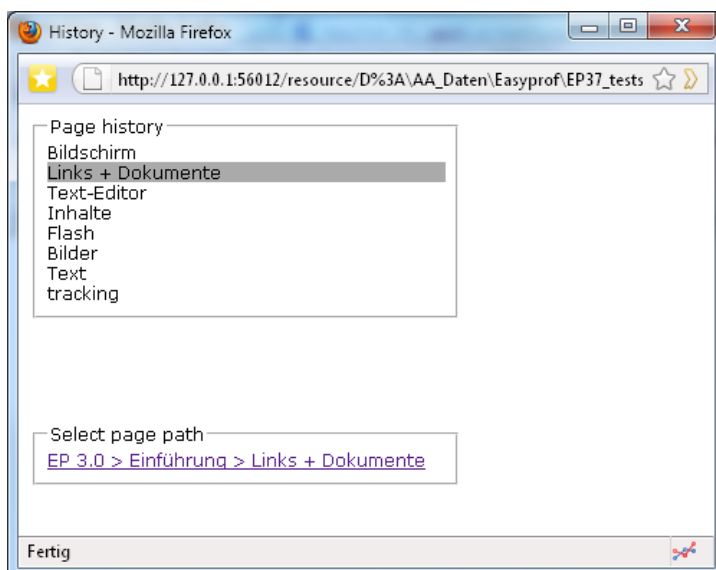 History - Mozilla Firefox
http://127.0.0.1:56012/resource/D%3A\AA_Daten\Easyprof\EP37_tests
Page history
Bildschirm
Links + Dokumente
Text-Editor
Inhalte
Flash
Bilder
Text
tracking
Select page path
EP 3.0 > Einführung > Links + Dokumente
Fertig